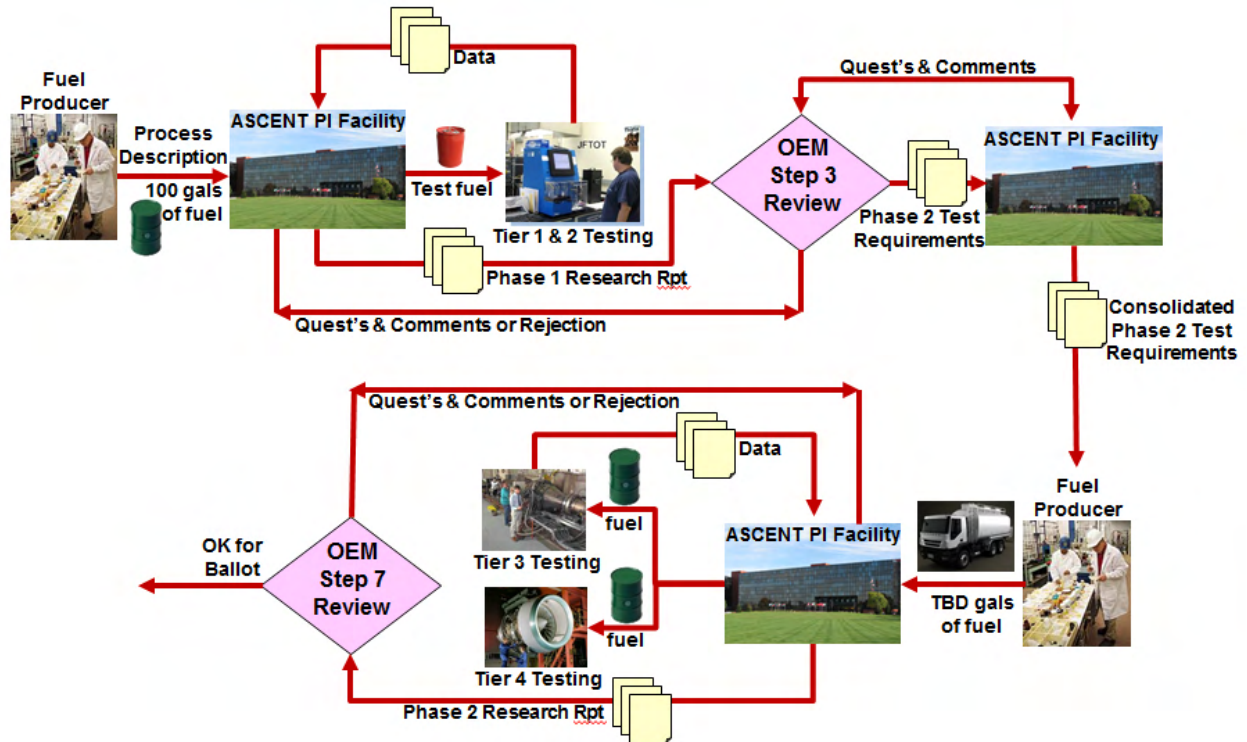 Data
Fuel
Producer
Process
Description
100 gals
of fuel
ASCENT PI Facility
Test fuel
JFTOT
Tier 1 & 2 Testing
Phase 1 Research Rpt
Quest's & Comments or Rejection
Quest's & Comments
OEM
Step 3
Review
Phase 2 Test
Requirements
ASCENT PI Facility
Consolidated
Phase 2 Test
Requirements
Fuel
Producer
TBD gals
of fuel
ASCENT PI Facility
Quest's & Comments or Rejection
Data
fuel
Tier 3 Testing
fuel
Tier 4 Testing
OEM
Step 7
Review
OK for
Ballot
Phase 2 Research Rpt